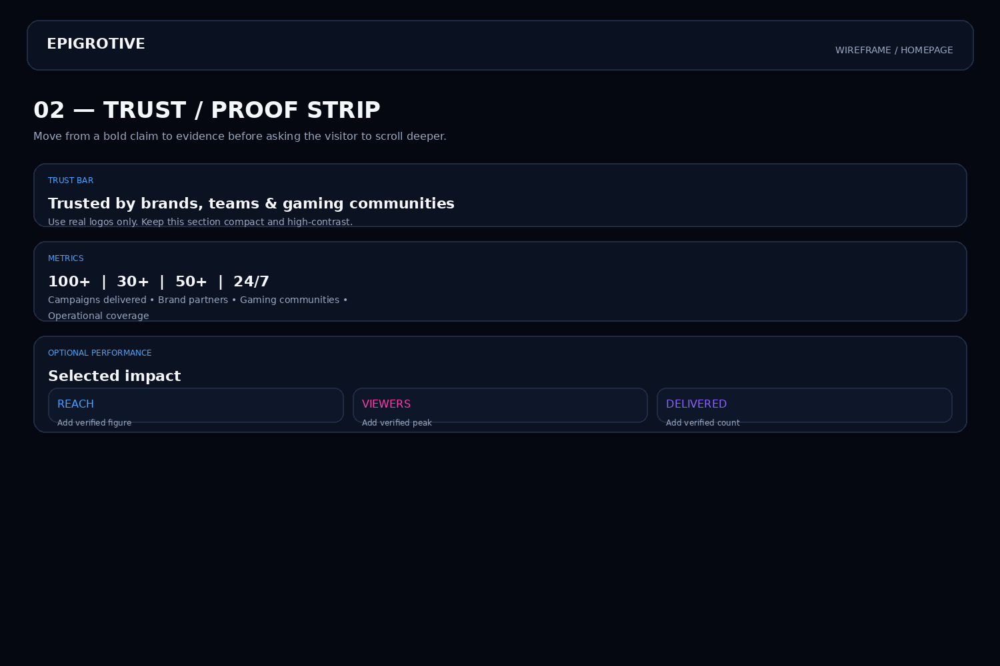 EPIGROTIVE
WIREFRAME / HOMEPAGE
02 — TRUST / PROOF STRIP
Move from a bold claim to evidence before asking the visitor to scroll deeper.
TRUST BAR
Trusted by brands, teams & gaming communities
Use real logos only. Keep this section compact and high-contrast.
METRICS
100+ | 30+ | 50+ | 24/7
Campaigns delivered • Brand partners • Gaming communities •
Operational coverage
OPTIONAL PERFORMANCE
Selected impact
REACH
Add verified figure
VIEWERS
Add verified peak
DELIVERED
Add verified count